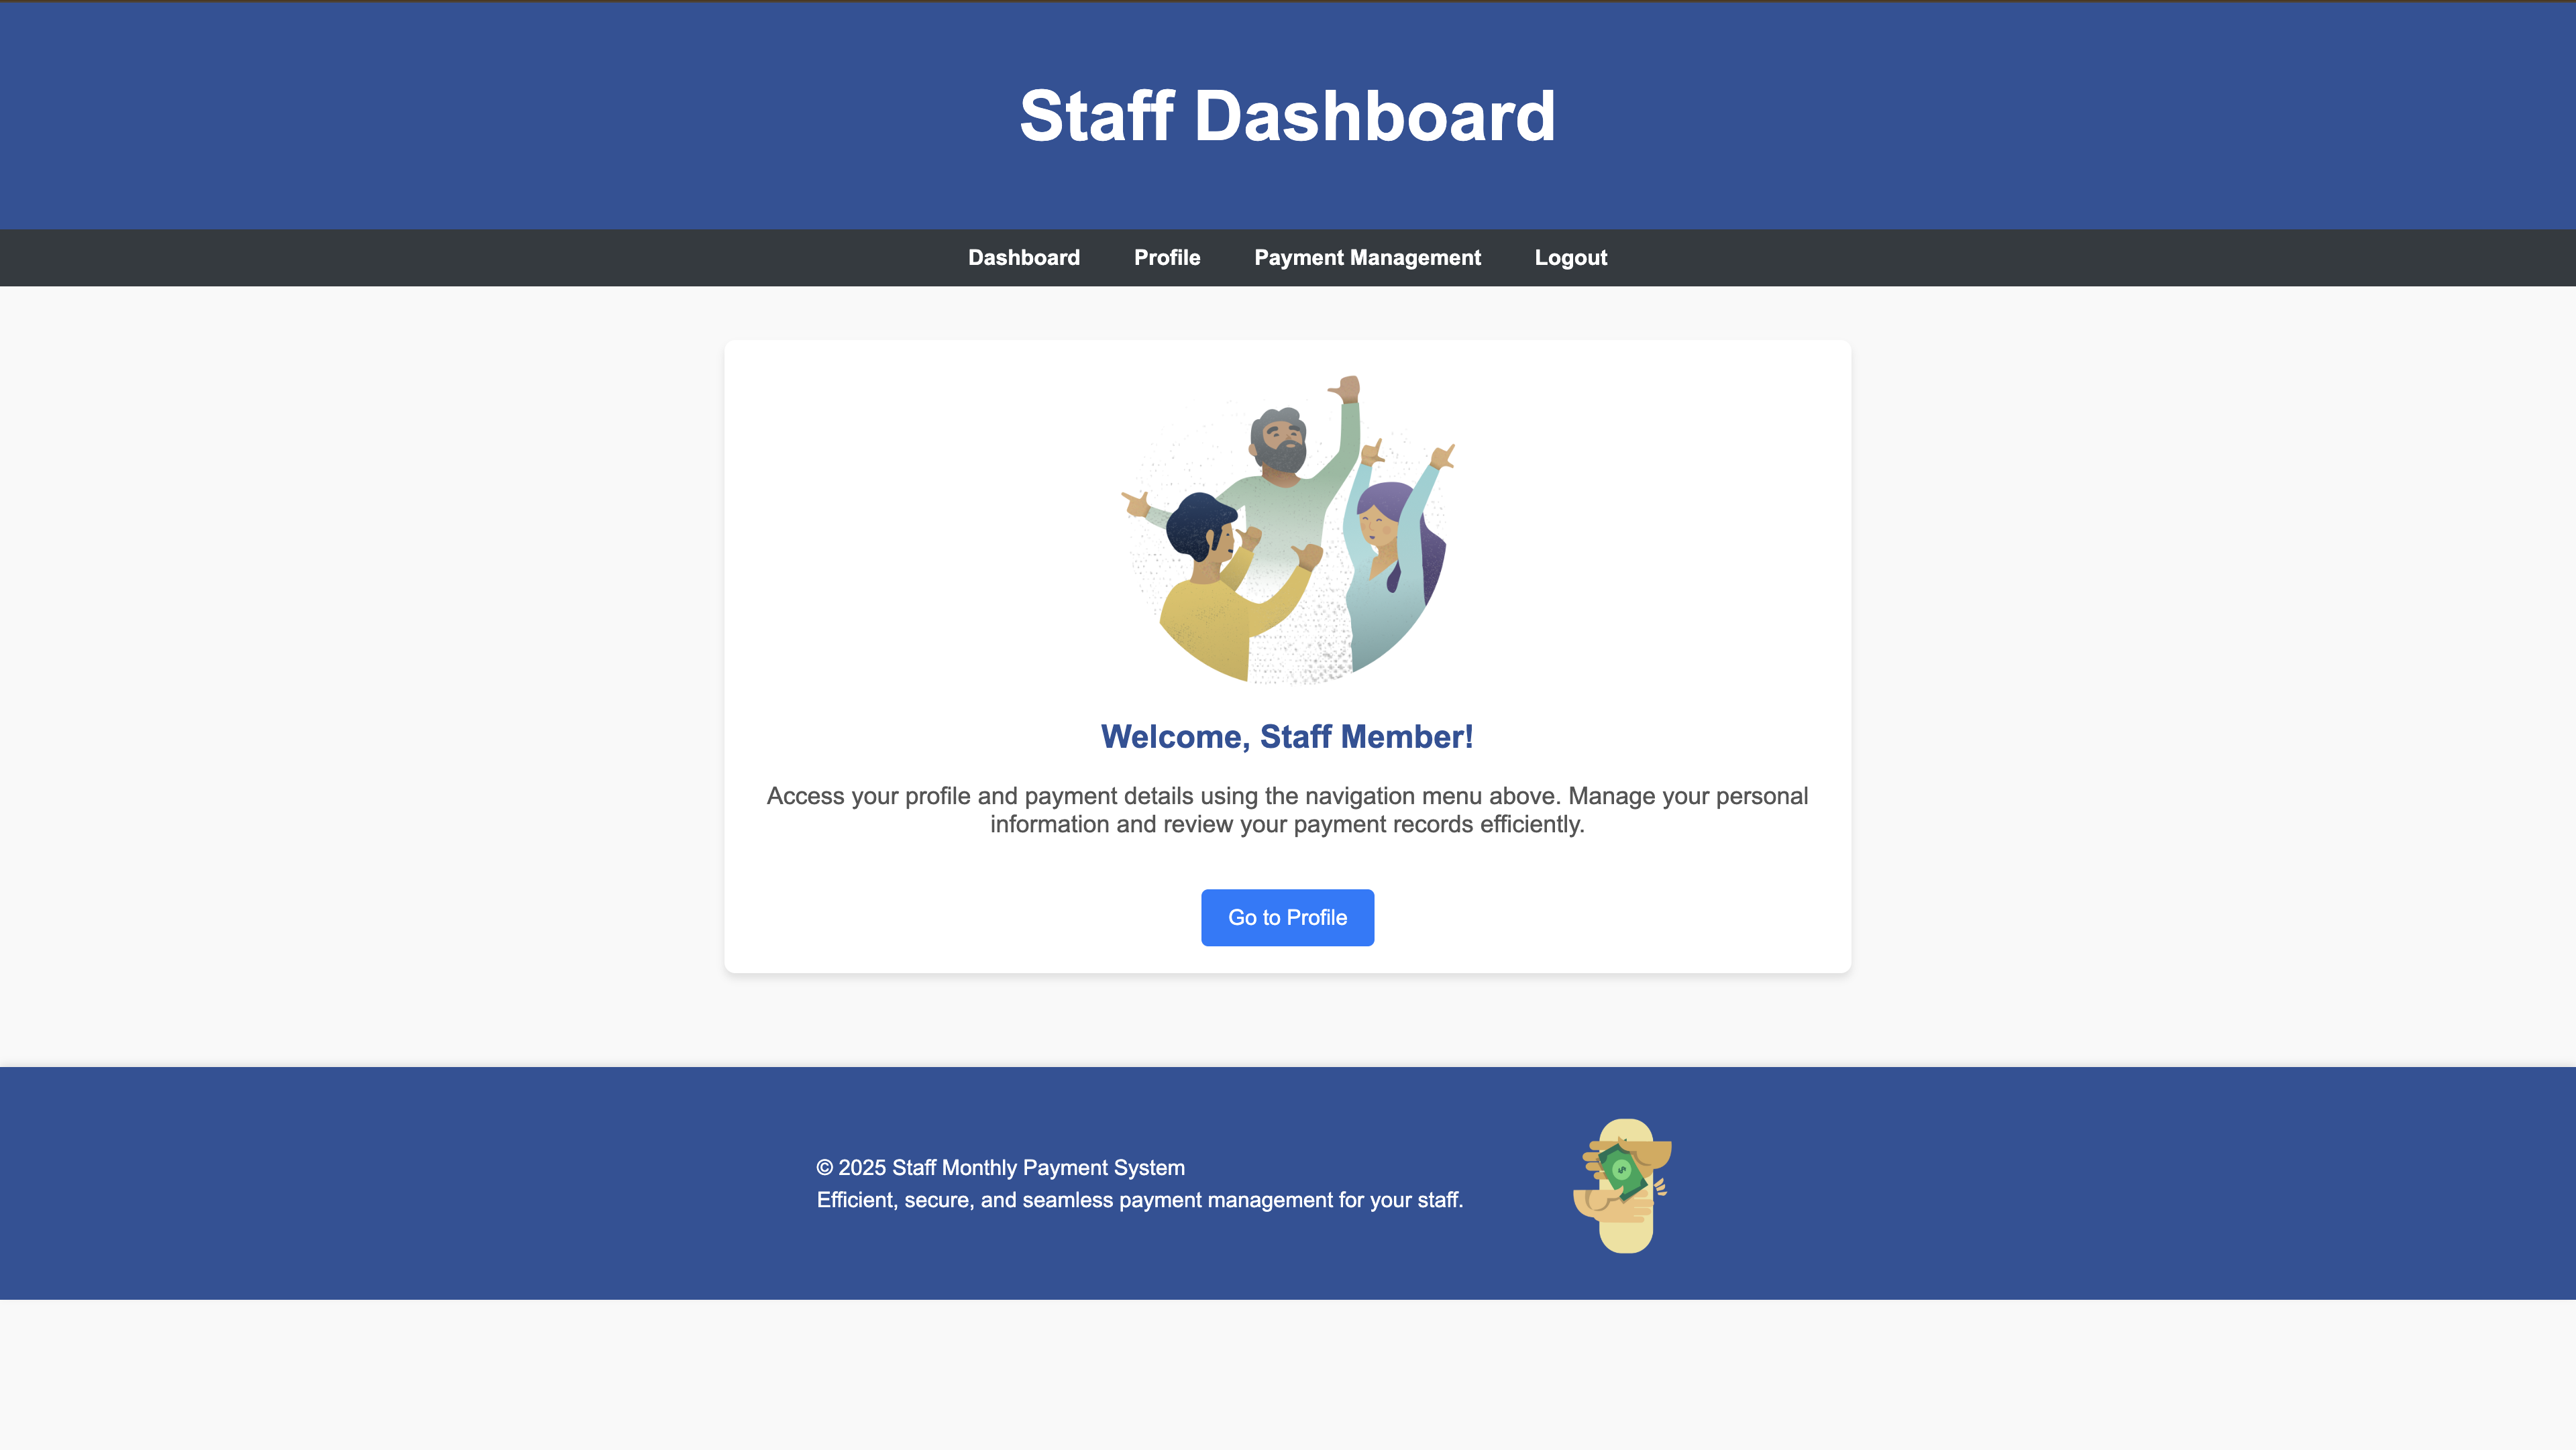 Staff Dashboard
Dashboard Profile Payment Management Logout
Welcome, Staff Member!
Access your profile and payment details using the navigation menu above. Manage your personal
information and review your payment records efficiently.
Go to Profile
© 2025 Staff Monthly Payment System
Efficient, secure, and seamless payment management for your staff.
$